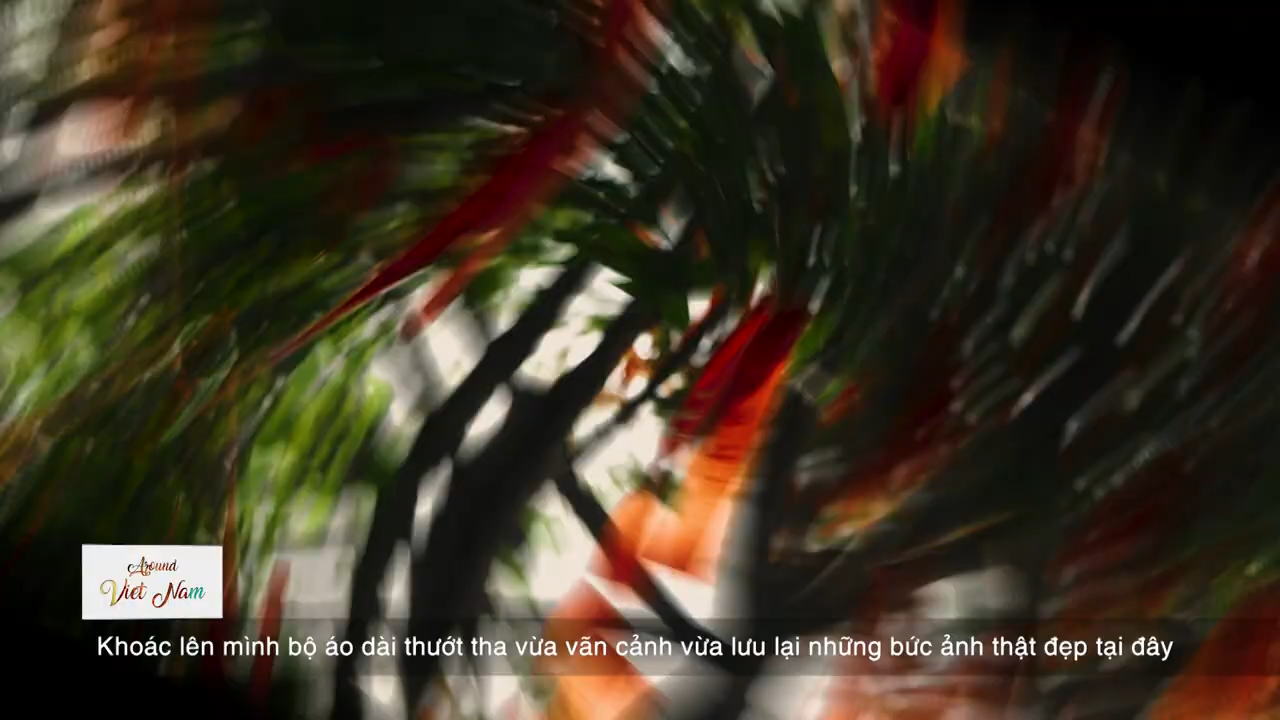 Around
Viet Nam
Khoác lên mình bộ áo dài thướt tha vừa vãn cảnh vừa lưu lại những bức ảnh thật đẹp tại đây